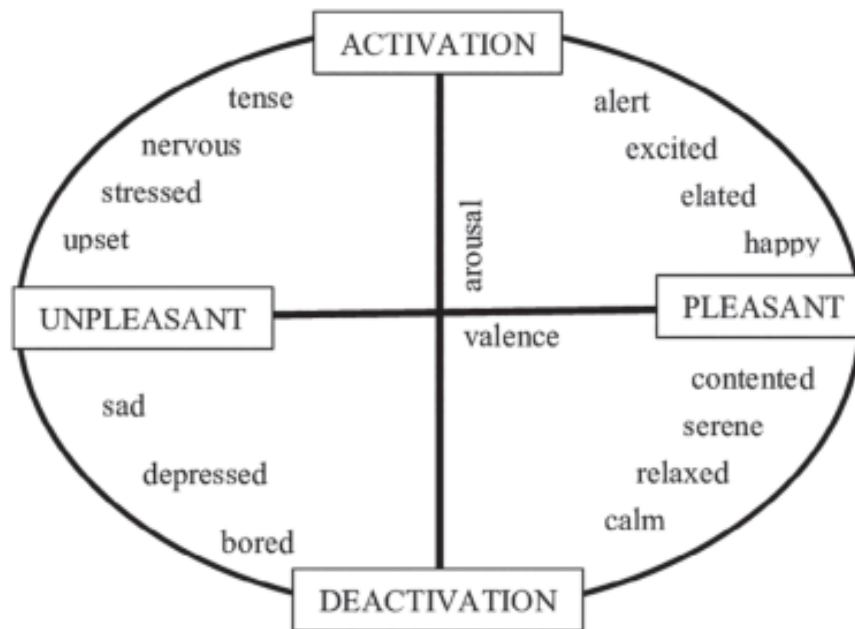 ACTIVATION
tense
alert
nervous
excited
stressed
elated
upset
happy
arousal
UNPLEASANT
PLEASANT
valence
contented
sad
serene
depressed
relaxed
calm
bored
DEACTIVATION